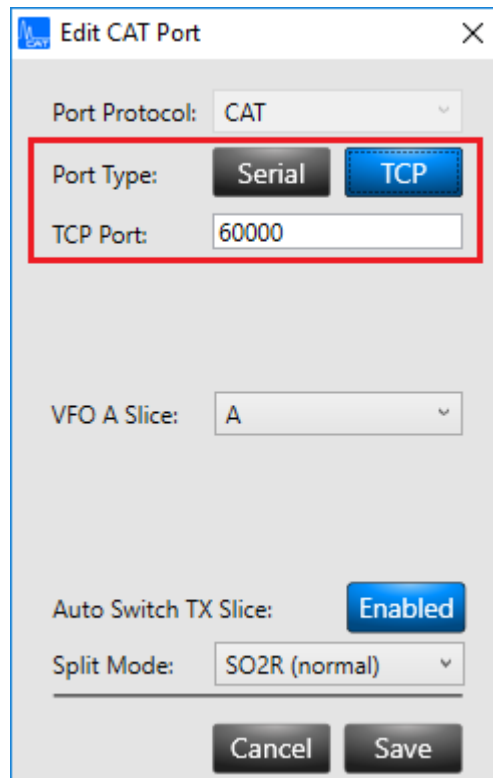 CAT Edit CAT Port
Port Protocol: CAT
Port Type: Serial TCP
TCP Port: 60000
VFO A Slice: A
Auto Switch TX Slice: Enabled
Split Mode: SO2R (normal)
Cancel Save